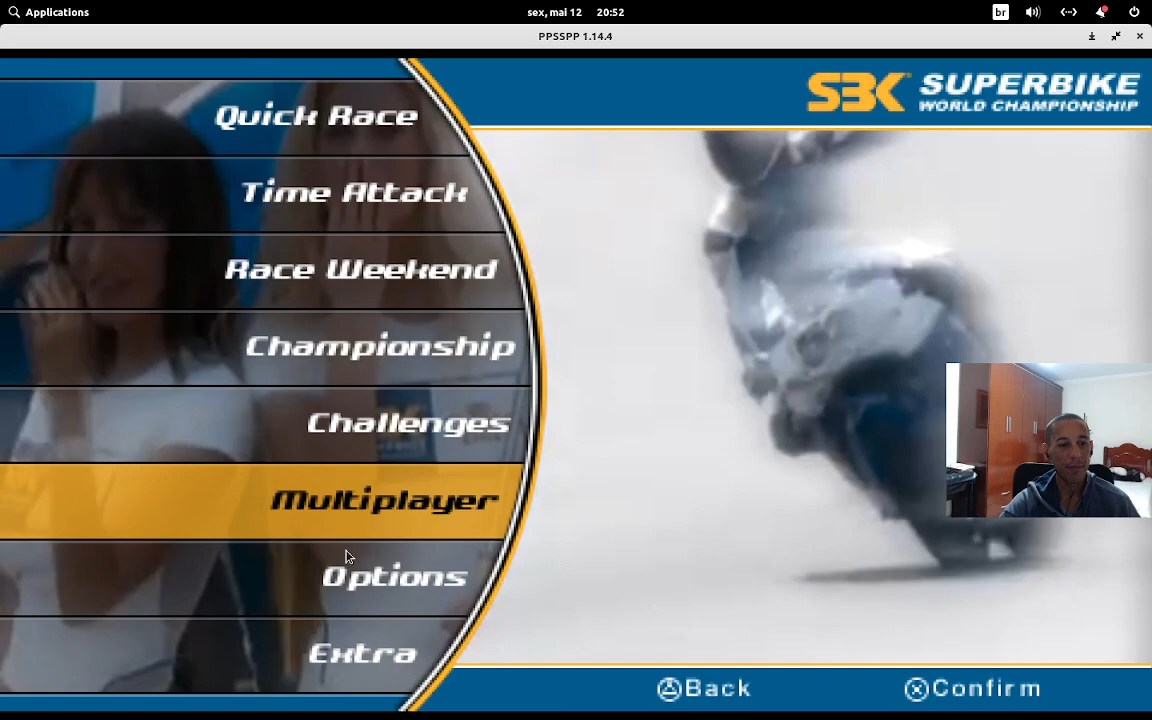 Applications
sex, mai 12 20:52
br
PPSSPP 1.14.4
SBK SUPERBIKE
WORLD CHAMPIONSHIP
Quick Race
Time Attack
Race Weekend
Championship
Challenges
Multiplayer
Options
Extra
Back
Confirm